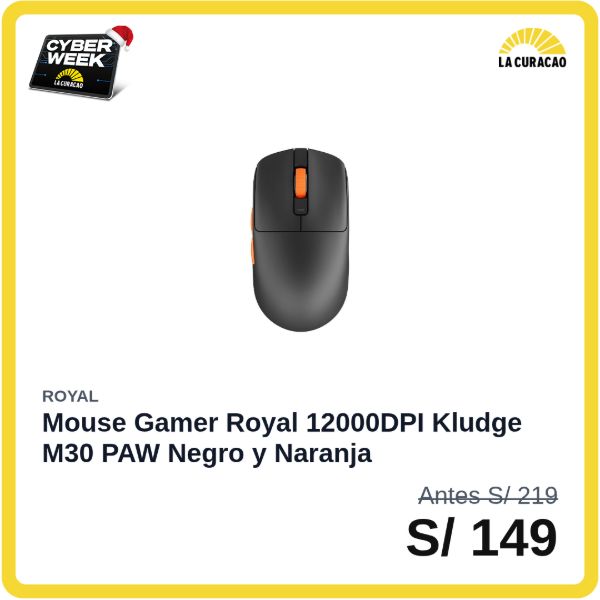 CYBER
WEEK
LA CURACAO
LA CURACAO
ROYAL
Mouse Gamer Royal 12000DPI Kludge
M30 PAW Negro y Naranja
Antes S/ 219
S/ 149